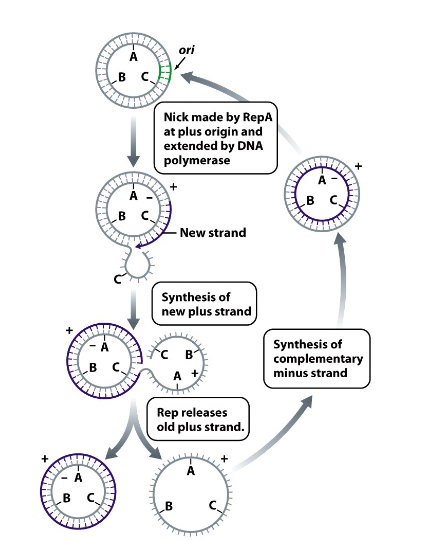 ori
A
B C
Nick made by RepA
at plus origin and
extended by DNA
polymerase
+
A –
B C
New strand
C
+
A –
B C
Synthesis of
new plus strand
+
– A
B C
C B
A +
Synthesis of
complementary
minus strand
Rep releases
old plus strand.
+
– A
B C
+
A
B C